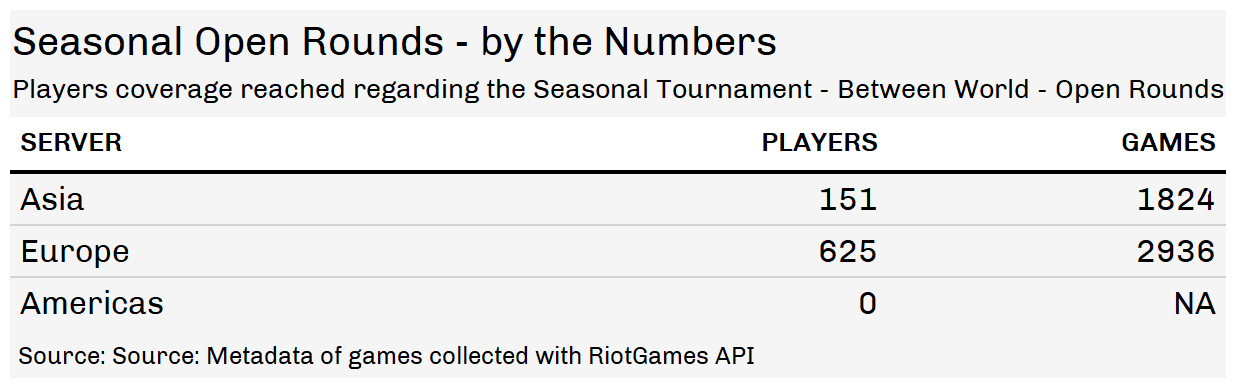 Seasonal Open Rounds - by the Numbers
Players coverage reached regarding the Seasonal Tournament - Between World - Open Rounds
SERVER PLAYERS GAMES
Asia 151 1824
Europe 625 2936
Americas 0 NA
Source: Source: Metadata of games collected with RiotGames API